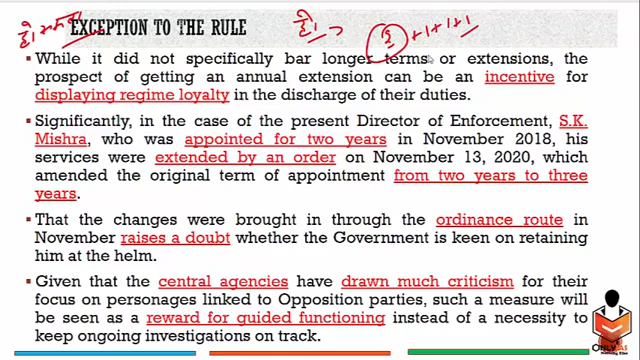 EXCEPTION TO THE RULE
+1+1+1
While it did not specifically bar longer terms or extensions, the
prospect of getting an annual extension can be an incentive for
displaying regime loyalty in the discharge of their duties.
Significantly, in the case of the present Director of Enforcement, S.K.
Mishra, who was appointed for two years in November 2018, his
services were extended by an order on November 13, 2020, which
amended the original term of appointment from two years to three
years.
That the changes were brought in through the ordinance route in
November raises a doubt whether the Government is keen on retaining
him at the helm.
Given that the central agencies have drawn much criticism for their
focus on personages linked to Opposition parties, such a measure will
be seen as a reward for guided functioning instead of a necessity to
keep ongoing investigations on track.